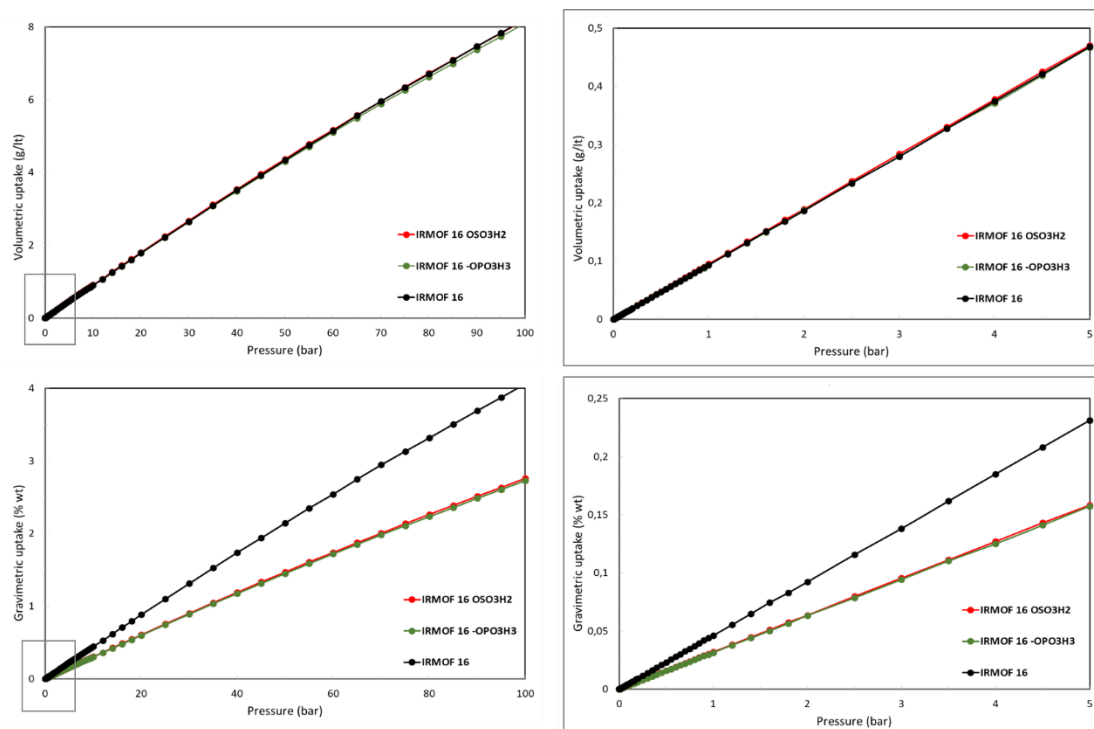 8
6
4
2
0
Volumetric uptake (g/lt)
IRMOF 16 OSO3H2
IRMOF 16 -OPO3H3
IRMOF 16
0 10 20 30 40 50 60 70 80 90 100
Pressure (bar)
0,5
0,4
0,3
0,2
0,1
0
Volumetric uptake (g/lt)
IRMOF 16 OSO3H2
IRMOF 16 -OPO3H3
IRMOF 16
0 1 2 3 4 5
Pressure (bar)
4
3
2
1
0
Gravimetric uptake (% wt)
IRMOF 16 OSO3H2
IRMOF 16 -OPO3H3
IRMOF 16
0 20 40 60 80 100
Pressure (bar)
0,25
0,2
0,15
0,1
0,05
0
Gravimetric uptake (% wt)
IRMOF 16 OSO3H2
IRMOF 16 -OPO3H3
IRMOF 16
0 1 2 3 4 5
Pressure (bar)